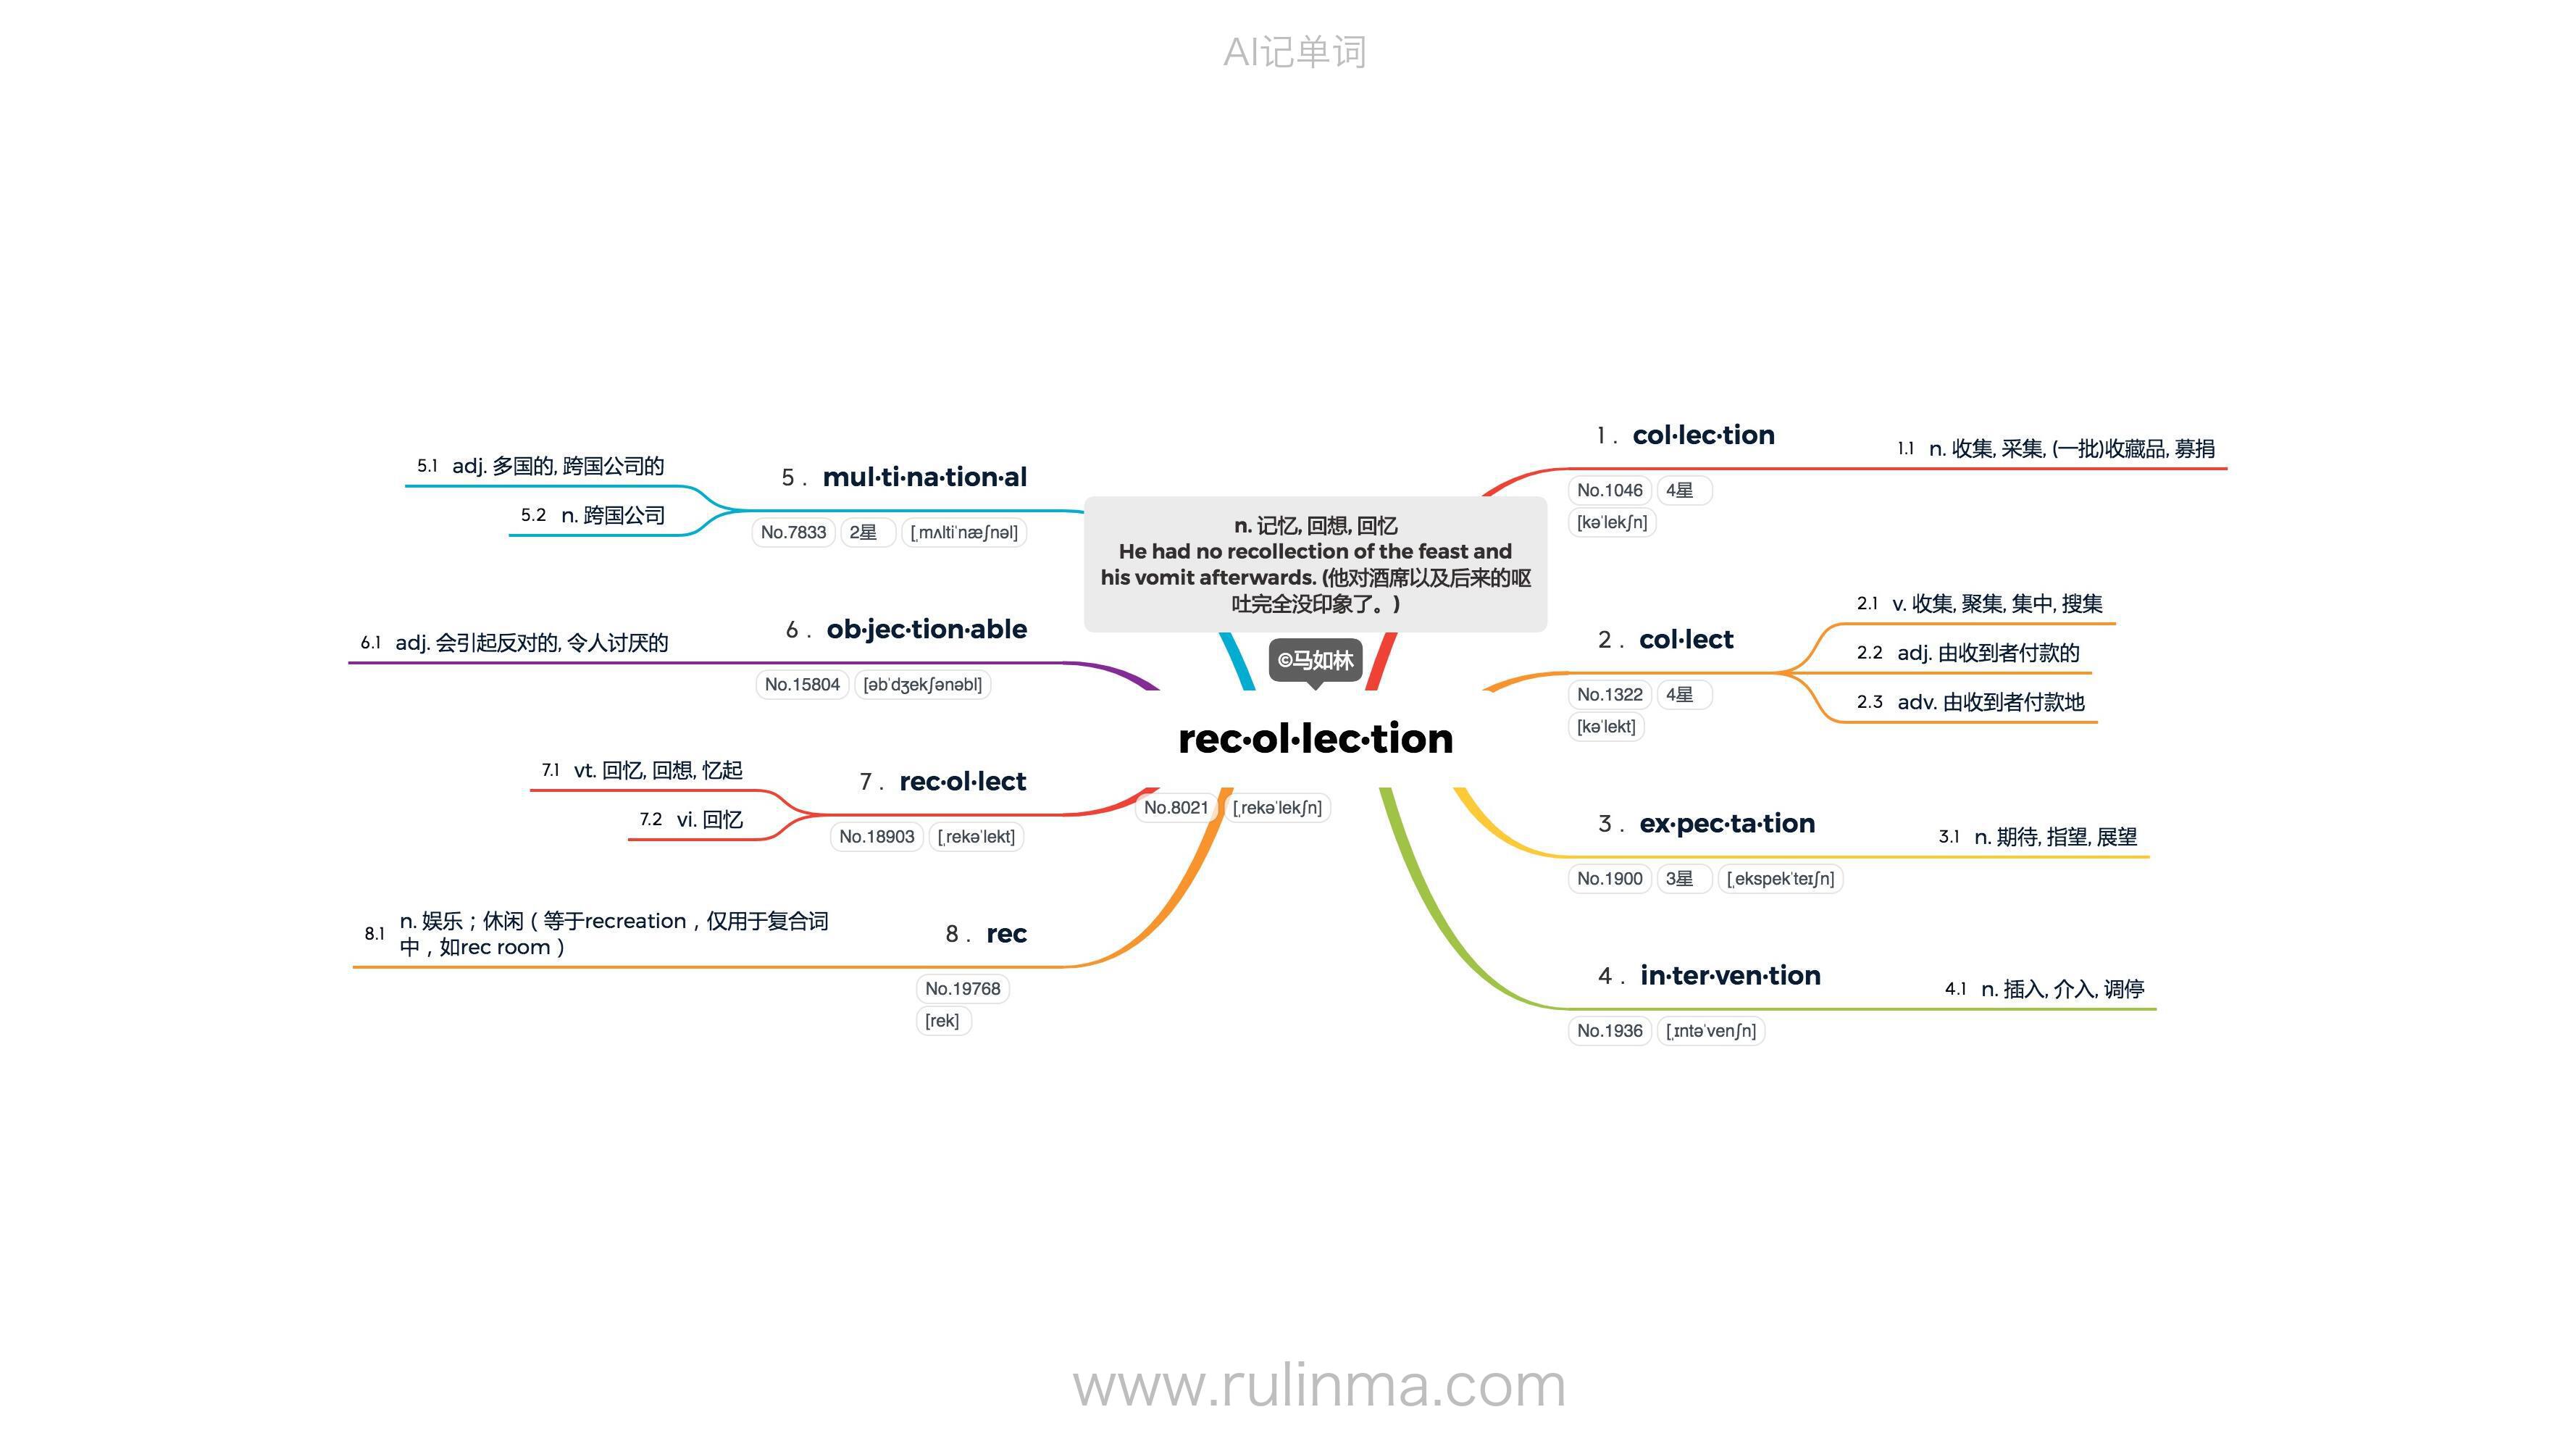 AI记单词
n. 记忆, 回想, 回忆
He had no recollection of the feast and
his vomit afterwards. (他对酒席以及后来的呕
吐完全没印象了。)
©马如林
rec·ol·lec·tion
No.8021 [ˌrekəˈlekʃn]
1 . col·lec·tion
No.1046 4星
[kəˈlekʃn]
1.1 n. 收集, 采集, (一批)收藏品, 募捐
2 . col·lect
No.1322 4星
[kəˈlekt]
2.1 v. 收集, 聚集, 集中, 搜集
2.2 adj. 由收到者付款的
2.3 adv. 由收到者付款地
3 . ex·pec·ta·tion
No.1900 3星 [ˌekspekˈteɪʃn]
3.1 n. 期待, 指望, 展望
4 . in·ter·ven·tion
No.1936 [ˌɪntəˈvenʃn]
4.1 n. 插入, 介入, 调停
5 . mul·ti·na·tion·al
No.7833 2星 [ˌmʌltiˈnæʃnəl]
5.1 adj. 多国的, 跨国公司的
5.2 n. 跨国公司
6 . ob·jec·tion·able
No.15804 [əbˈdʒekʃənəbl]
6.1 adj. 会引起反对的, 令人讨厌的
7 . rec·ol·lect
No.18903 [ˌrekəˈlekt]
7.1 vt. 回忆, 回想, 忆起
7.2 vi. 回忆
8 . rec
No.19768
[rek]
8.1 n. 娱乐；休闲（等于recreation，仅用于复合词
中，如rec room）
www.rulinma.com